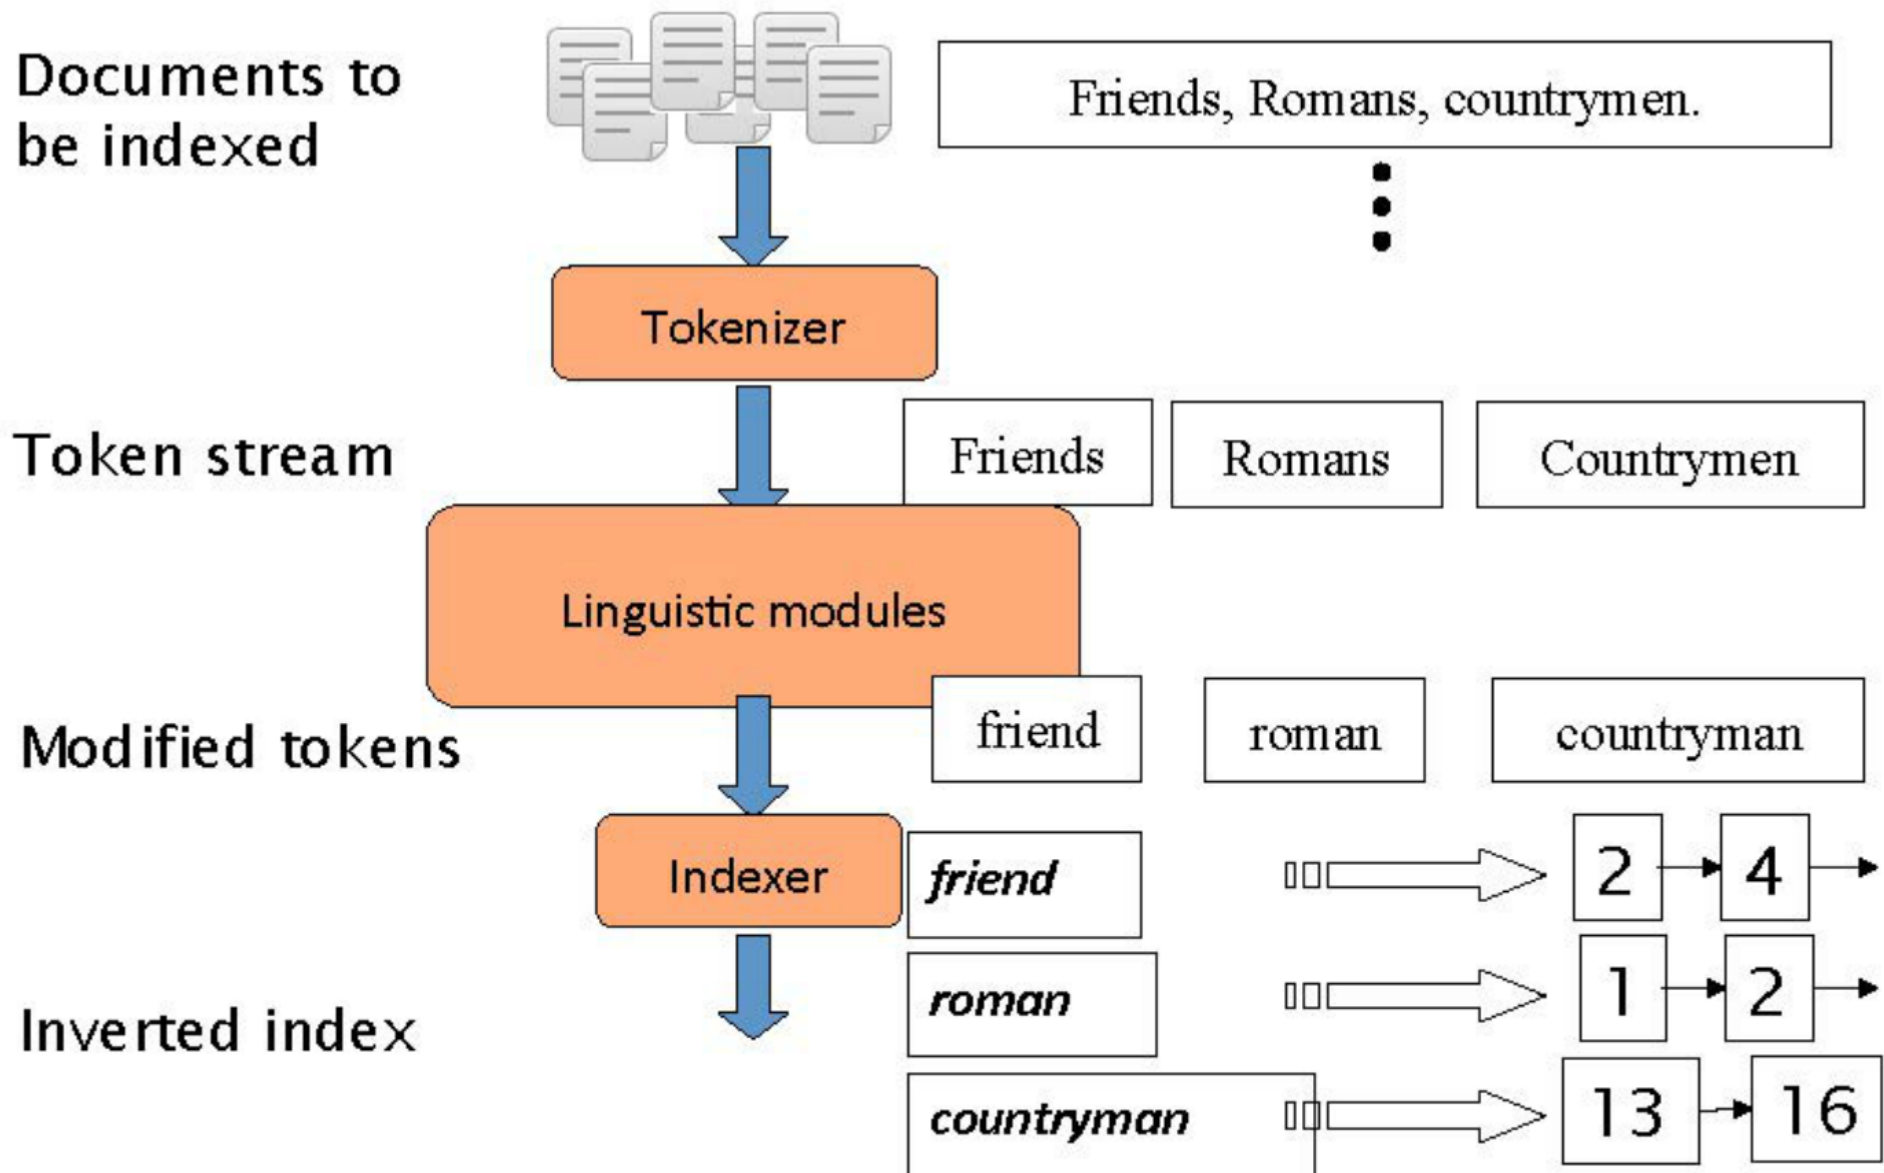 Documents to
be indexed
Friends, Romans, countrymen.
Tokenizer
Token stream
Friends
Romans
Countrymen
Linguistic modules
Modified tokens
friend
roman
countryman
Indexer
friend
2
4
roman
1
2
Inverted index
countryman
13
16